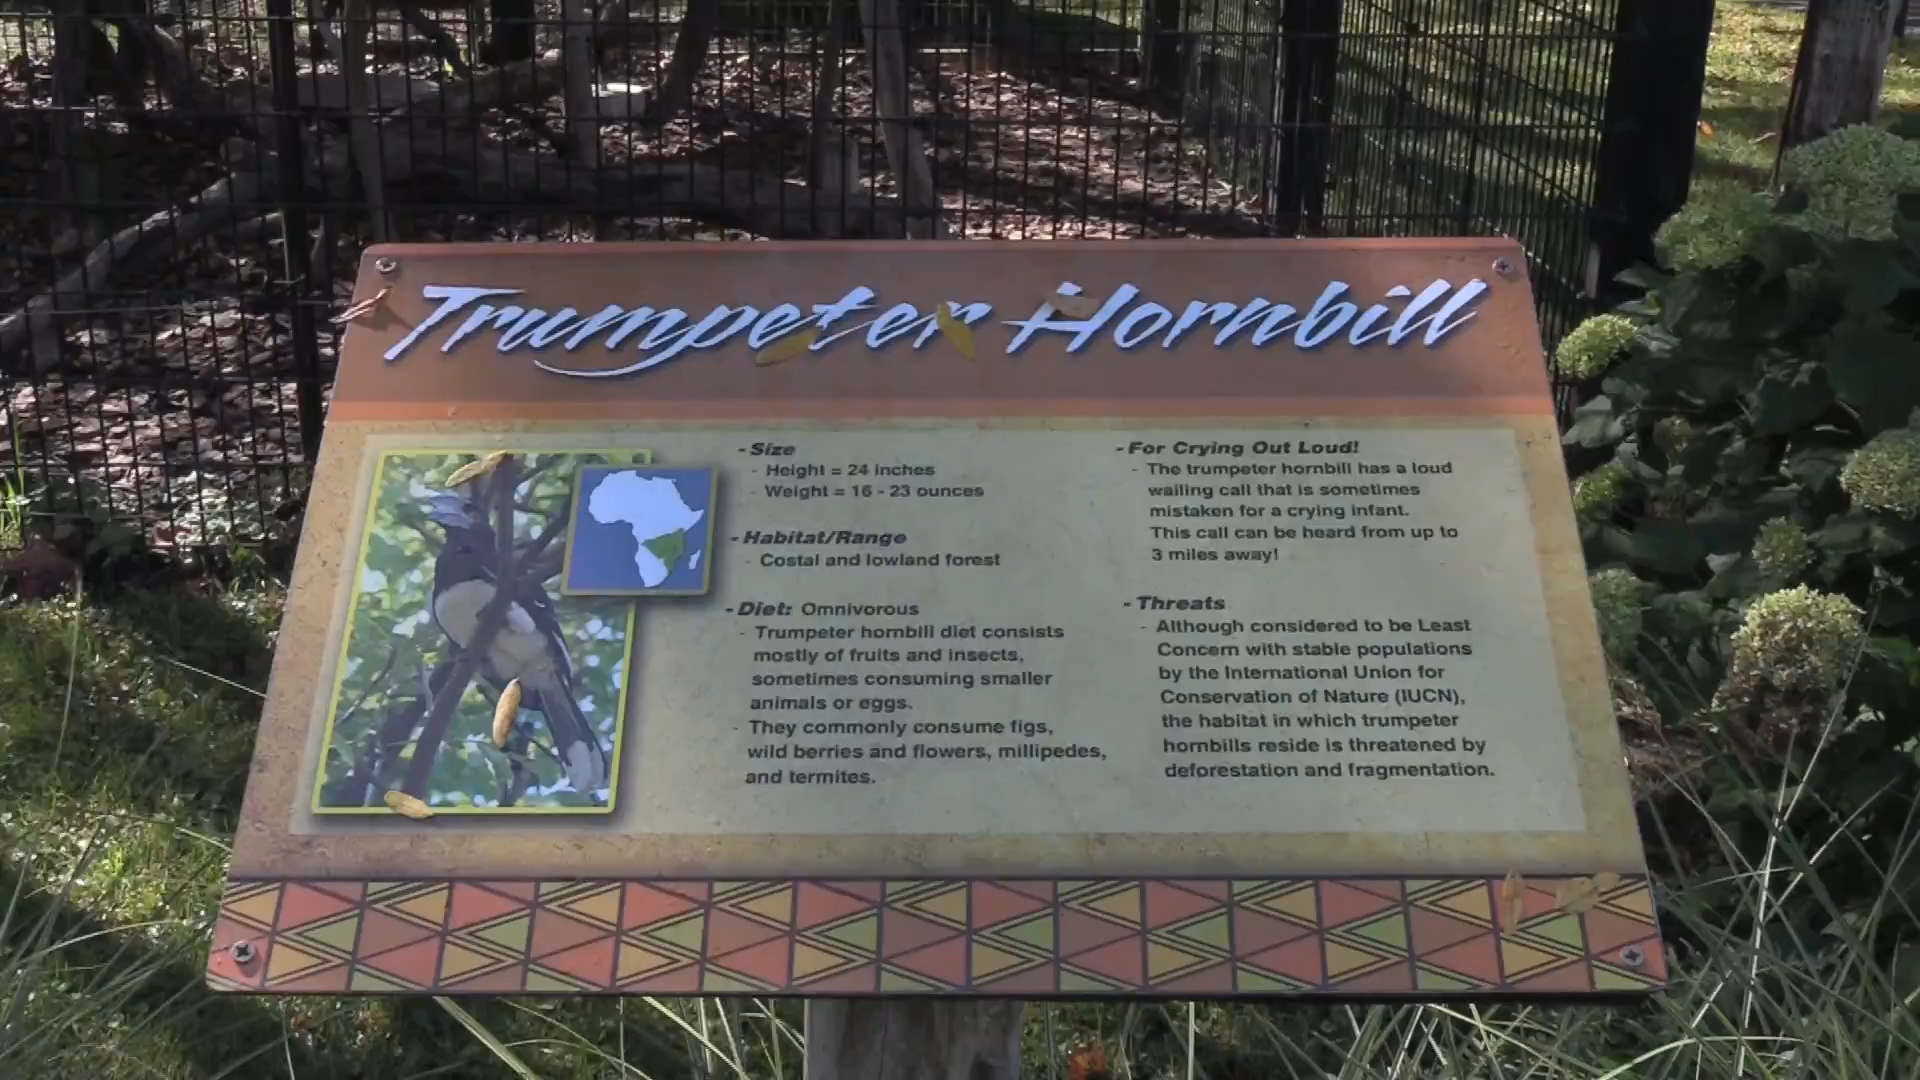 Trumpeter Hornbill
- Size
- Height = 24 inches
- Weight = 16 - 23 ounces
- Habitat/Range
- Costal and lowland forest
- Diet: Omnivorous
- Trumpeter hornbill diet consists
mostly of fruits and insects,
sometimes consuming smaller
animals or eggs.
- They commonly consume figs,
wild berries and flowers, millipedes,
and termites.
- For Crying Out Loud!
- The trumpeter hornbill has a loud
wailing call that is sometimes
mistaken for a crying infant.
This call can be heard from up to
3 miles away!
- Threats
- Although considered to be Least
Concern with stable populations
by the International Union for
Conservation of Nature (IUCN),
the habitat in which trumpeter
hornbills reside is threatened by
deforestation and fragmentation.